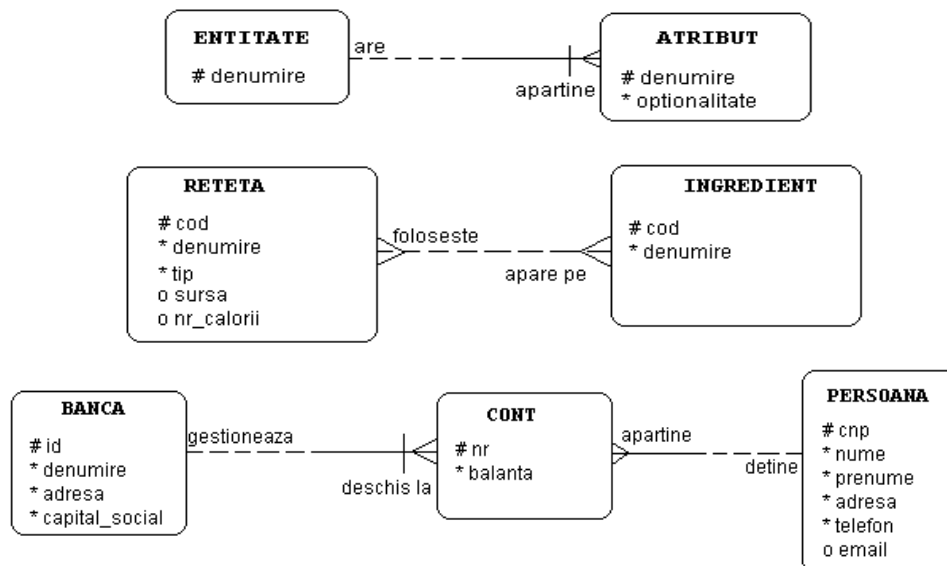 ENTITATE
# denumire
are
apartine
ATRIBUT
# denumire
* optionalitate
RETETA
# cod
* denumire
* tip
o sursa
o nr_calorii
foloseste
apare pe
INGREDIENT
# cod
* denumire
BANCA
# id
* denumire
* adresa
* capital_social
gestioneaza
deschis la
CONT
# nr
* balanta
apartine
detine
PERSOANA
# cnp
* nume
* prenume
* adresa
* telefon
o email